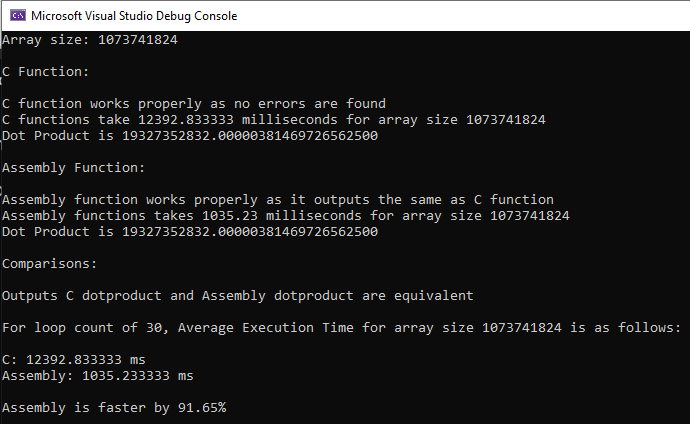 Microsoft Visual Studio Debug Console
Array size: 1073741824
C Function:
C function works properly as no errors are found
C functions take 12392.833333 milliseconds for array size 1073741824
Dot Product is 19327352832.00000381469726562500
Assembly Function:
Assembly function works properly as it outputs the same as C function
Assembly functions takes 1035.23 milliseconds for array size 1073741824
Dot Product is 19327352832.00000381469726562500
Comparisons:
Outputs C dotproduct and Assembly dotproduct are equivalent
For loop count of 30, Average Execution Time for array size 1073741824 is as follows:
C: 12392.833333 ms
Assembly: 1035.233333 ms
Assembly is faster by 91.65%